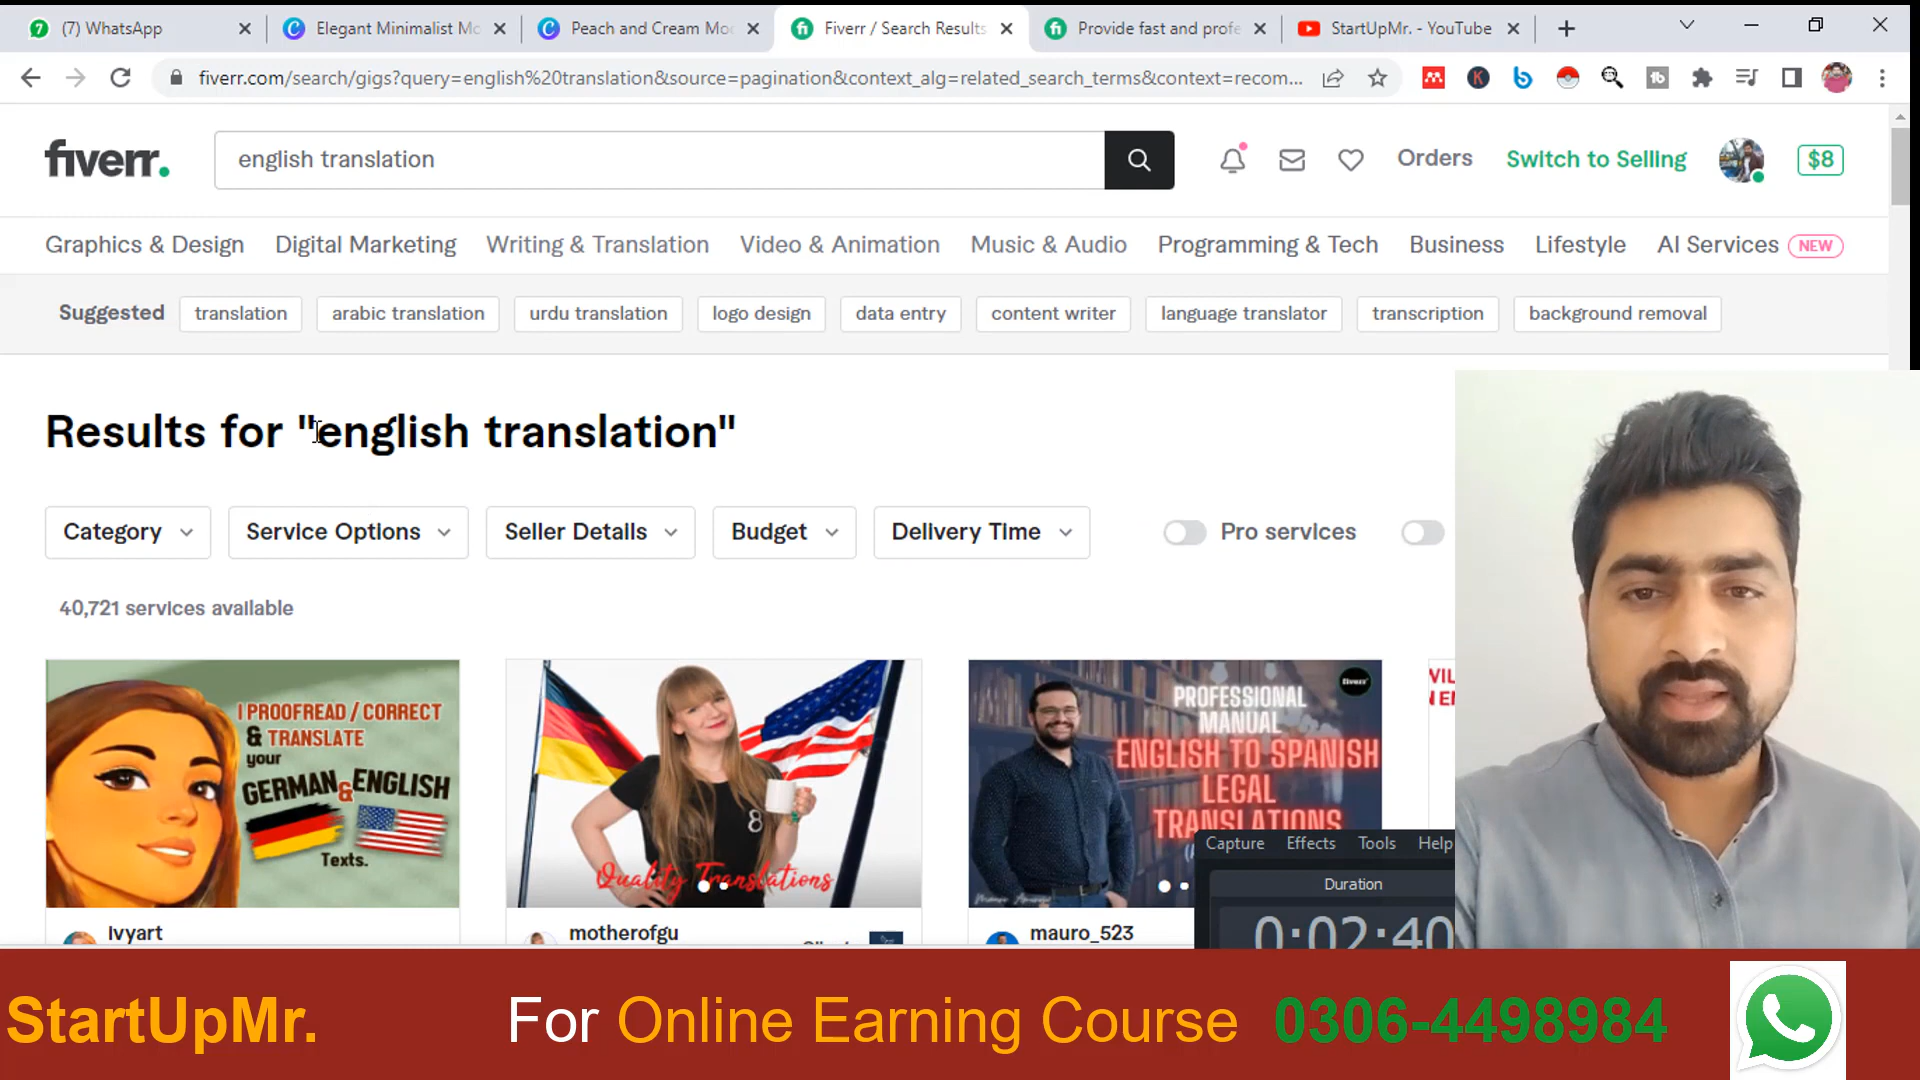 (7) WhatsApp
Elegant Minimalist Mo
Peach and Cream Moo
Fiverr / Search Results
Provide fast and profe
StartUpMr. - YouTube
fiverr.com/search/gigs?query=english%20translation&source=pagination&context_alg=related_search_terms&context=recom...
fiverr.
english translation
Orders
Switch to Selling
$8
Graphics & Design
Digital Marketing
Writing & Translation
Video & Animation
Music & Audio
Programming & Tech
Business
Lifestyle
AI Services
NEW
Suggested
translation
arabic translation
urdu translation
logo design
data entry
content writer
language translator
transcription
background removal
Results for "english translation"
Category
Service Options
Seller Details
Budget
Delivery Time
Pro services
40,721 services available
I PROOFREAD / CORRECT
& TRANSLATE
your
GERMAN & ENGLISH
Texts.
8
Quality Translations
fiverr.
PROFESSIONAL
MANUAL
ENGLISH TO SPANISH
LEGAL
TRANSLATIONS
Capture
Effects
Tools
Help
Duration
0:02:40
ivyart
motherofgu
mauro_523
StartUpMr.
For Online Earning Course
0306-4498984